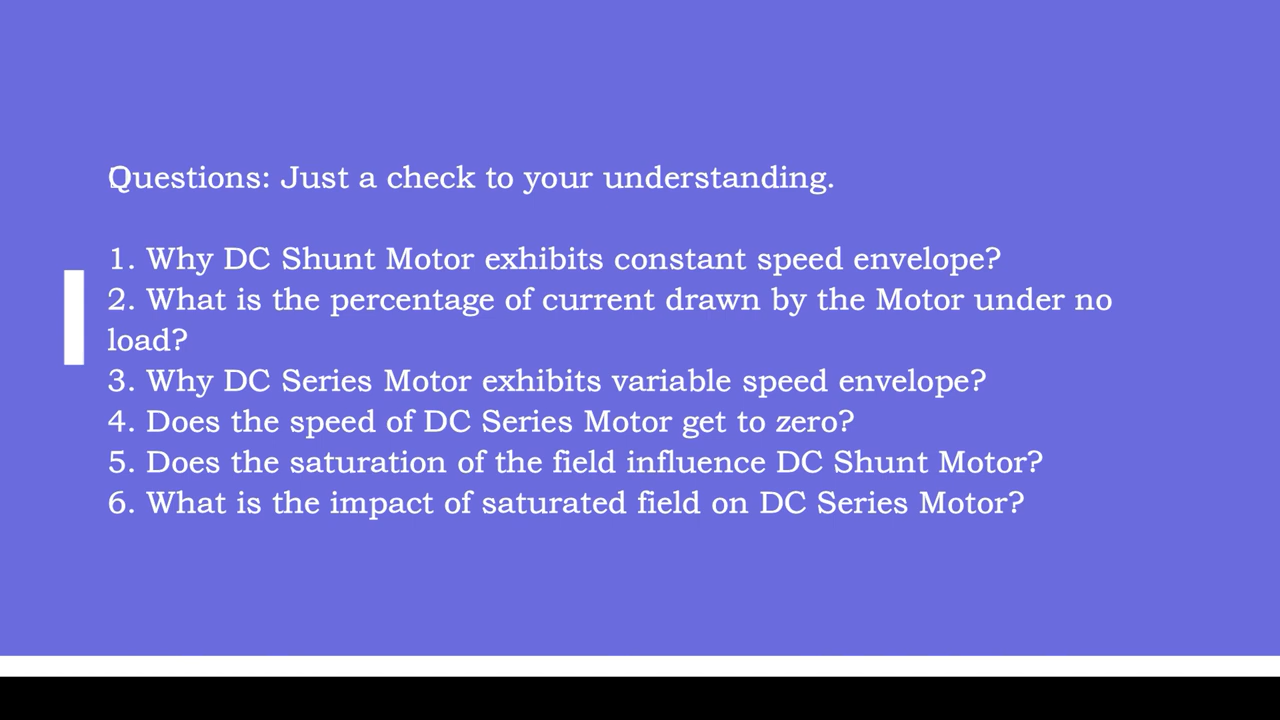 Questions: Just a check to your understanding.
1. Why DC Shunt Motor exhibits constant speed envelope?
2. What is the percentage of current drawn by the Motor under no
load?
3. Why DC Series Motor exhibits variable speed envelope?
4. Does the speed of DC Series Motor get to zero?
5. Does the saturation of the field influence DC Shunt Motor?
6. What is the impact of saturated field on DC Series Motor?